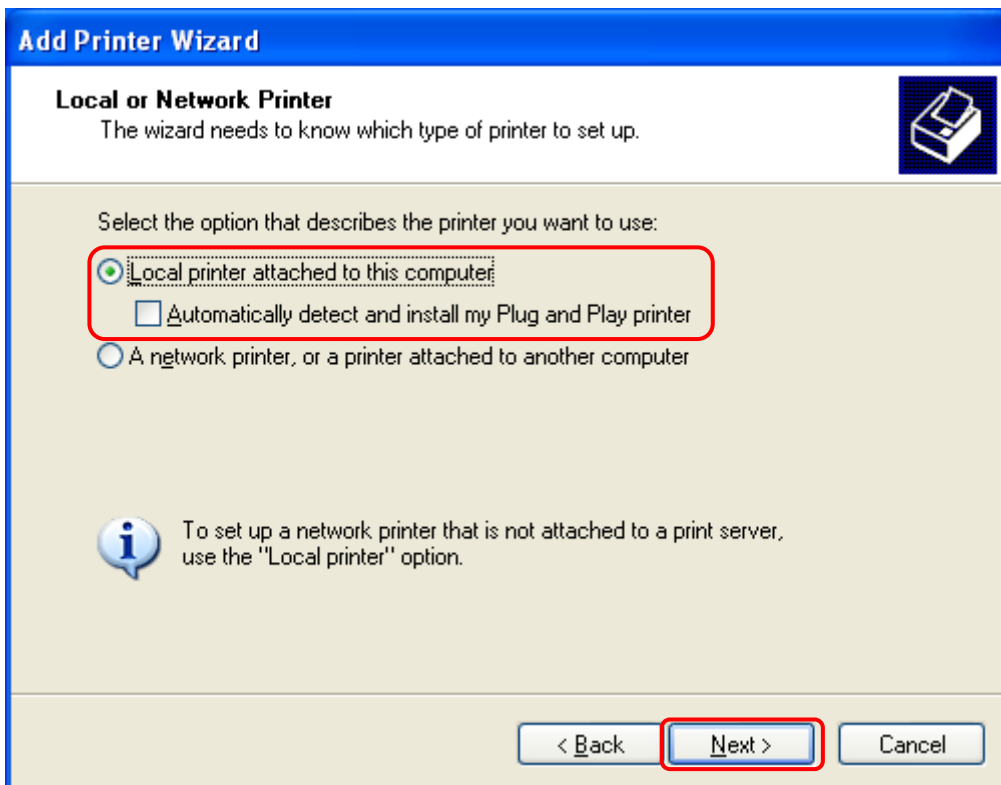 Add Printer Wizard
Local or Network Printer
The wizard needs to know which type of printer to set up.
Select the option that describes the printer you want to use:
Local printer attached to this computer
Automatically detect and install my Plug and Play printer
A network printer, or a printer attached to another computer
To set up a network printer that is not attached to a print server,
use the "Local printer" option.
< Back Next > Cancel